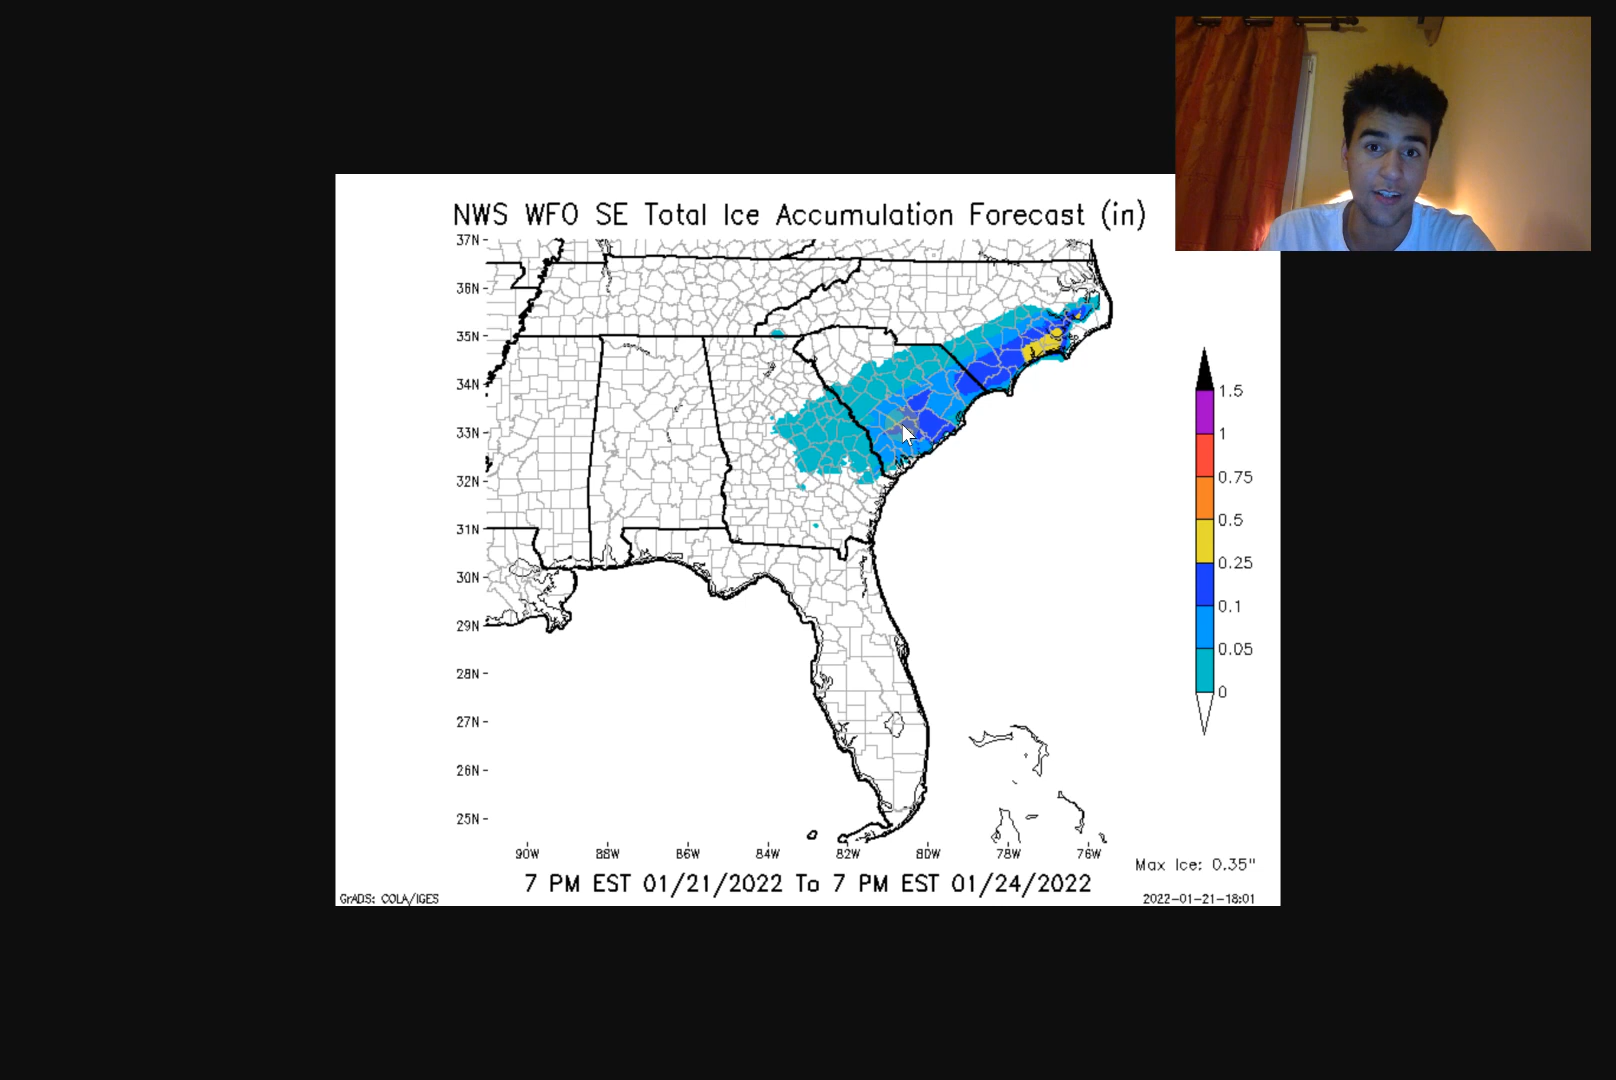 NWS WFO SE Total Ice Accumulation Forecast (in)
37N
36N
35N
34N
33N
32N
31N
30N
29N
28N
27N
26N
25N
90W 88W 86W 84W 82W 80W 78W 76W
1.5
1
0.75
0.5
0.25
0.1
0.05
0
Max Ice: 0.35"
7 PM EST 01/21/2022 To 7 PM EST 01/24/2022
GrADS: COLA/IGES
2022-01-21-18:01